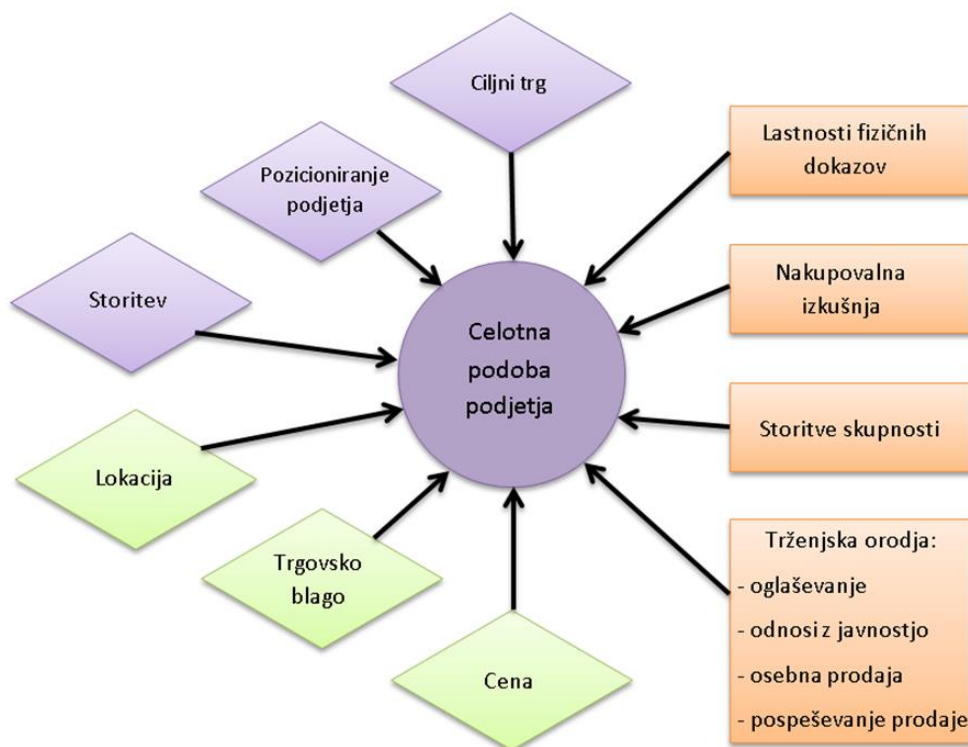 Ciljni trg
Pozicioniranje
podjetja
Storitev
Lokacija
Trgovsko
blago
Cena
Celotna
podoba
podjetja
Lastnosti fizičnih
dokazov
Nakupovalna
izkušnja
Storitve skupnosti
Trženjska orodja:
- oglaševanje
- odnosi z javnostjo
- osebna prodaja
- pospeševanje prodaje